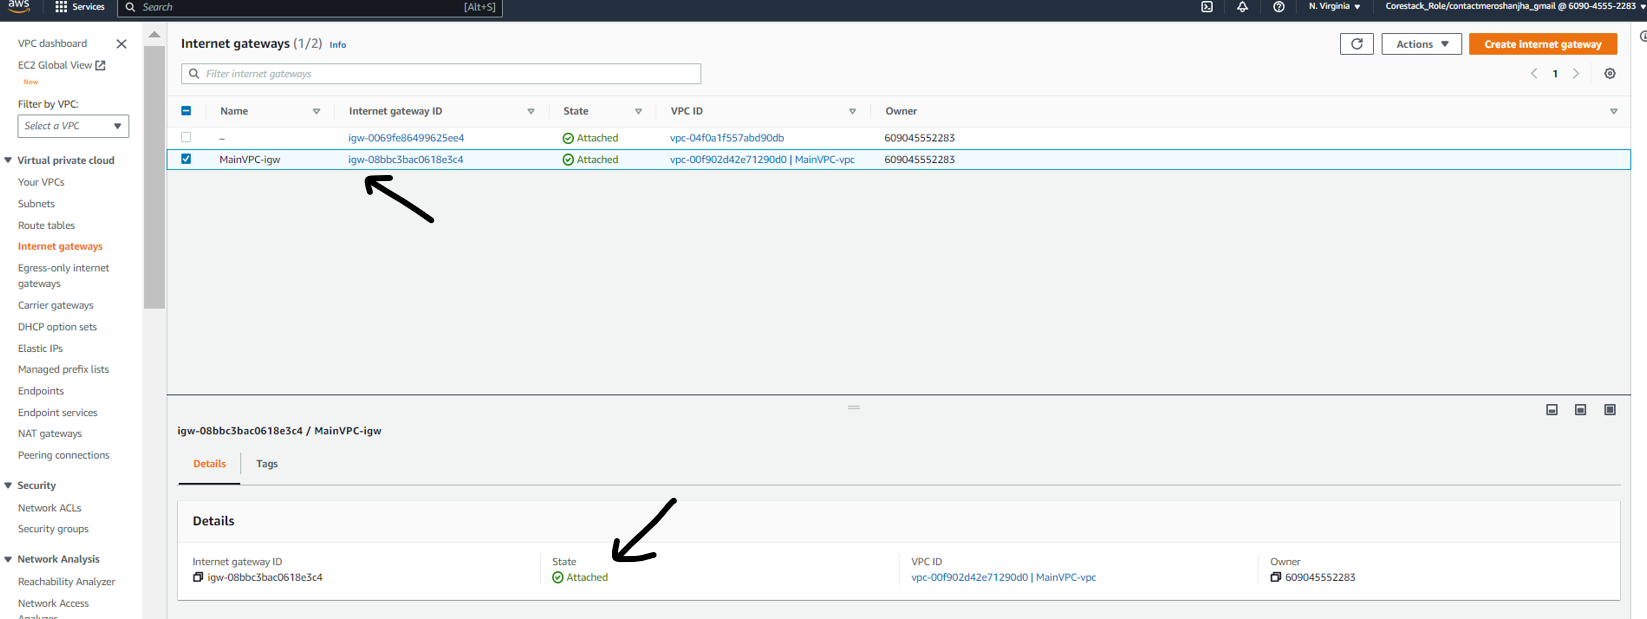 aws
Services
Search
[Alt+S]
N. Virginia
Corestack_Role/contactmeroshanjha_gmail @ 6090-4555-2283
VPC dashboard
EC2 Global View
New
Filter by VPC:
Select a VPC
Virtual private cloud
Your VPCs
Subnets
Route tables
Internet gateways
Egress-only internet
gateways
Carrier gateways
DHCP option sets
Elastic IPs
Managed prefix lists
Endpoints
Endpoint services
NAT gateways
Peering connections
Security
Network ACLs
Security groups
Network Analysis
Reachability Analyzer
Network Access
Analyzer
Internet gateways (1/2) Info
Actions
Create internet gateway
Filter internet gateways
1
Name Internet gateway ID State VPC ID Owner
– igw-0069fe86499625ee4 Attached vpc-04f0a1f557abd90db 609045552283
MainVPC-igw igw-08bbc3bac0618e3c4 Attached vpc-00f902d42e71290d0 | MainVPC-vpc 609045552283
igw-08bbc3bac0618e3c4 / MainVPC-igw
Details Tags
Details
Internet gateway ID State VPC ID Owner
igw-08bbc3bac0618e3c4 Attached vpc-00f902d42e71290d0 | MainVPC-vpc 609045552283